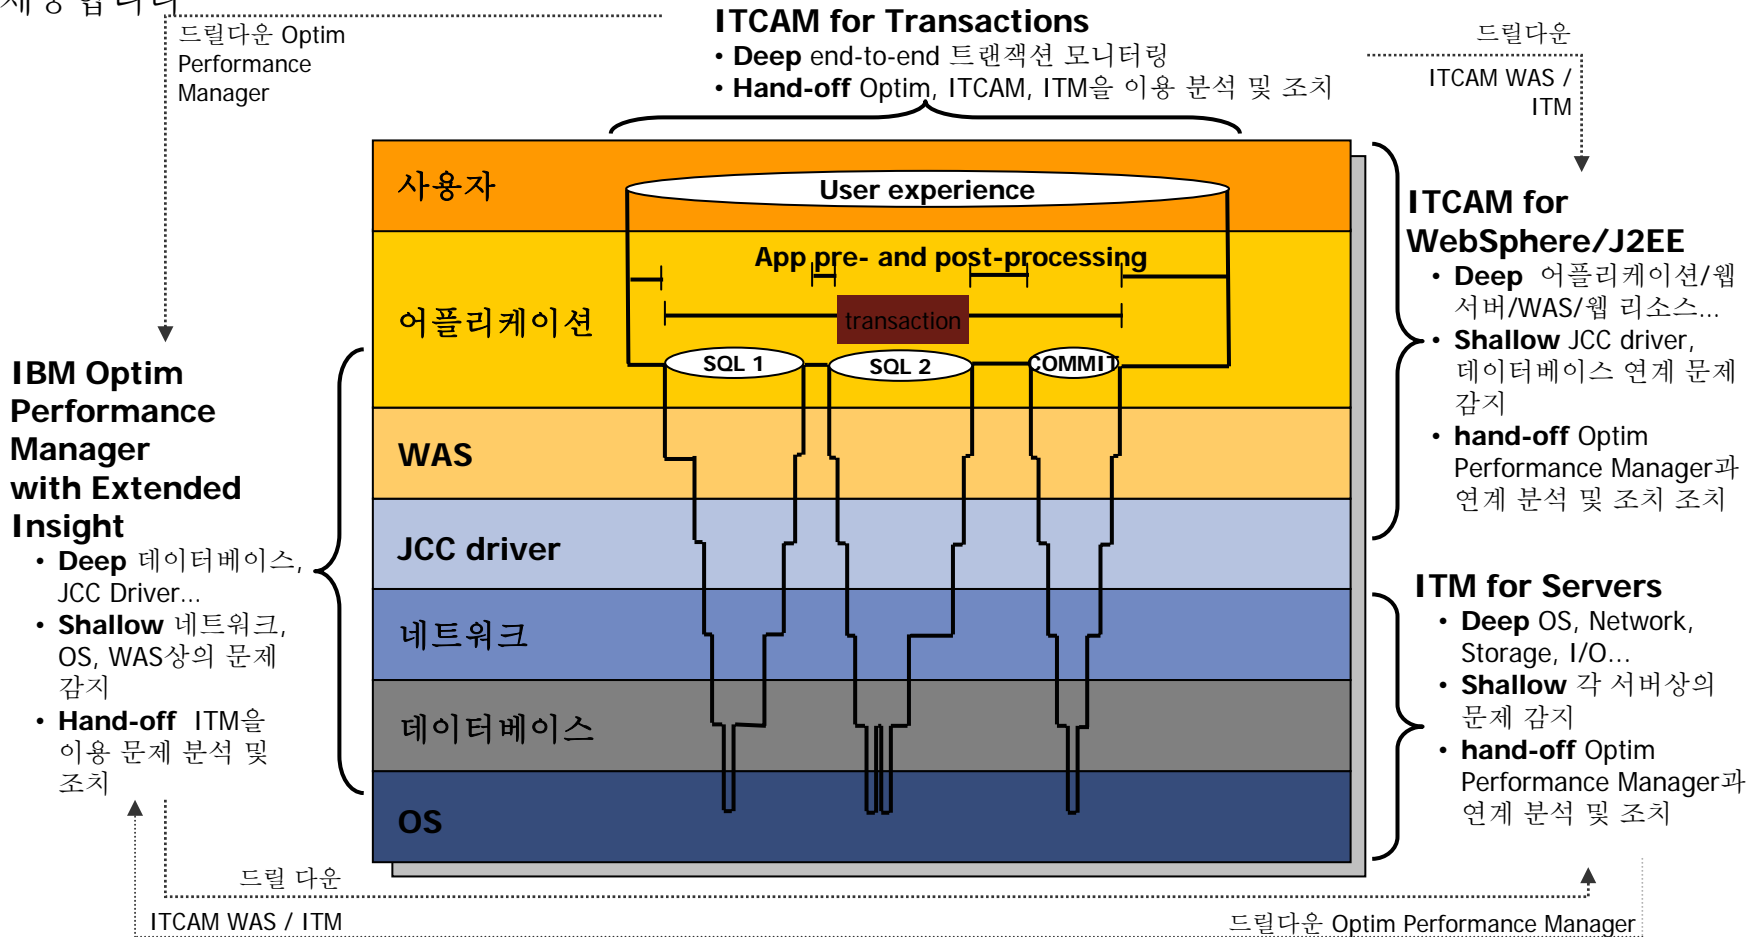 제공합니다
드릴다운 Optim
Performance
Manager
ITCAM for Transactions
• Deep end-to-end 트랜잭션 모니터링
• Hand-off Optim, ITCAM, ITM을 이용 분석 및 조치
드릴다운
ITCAM WAS /
ITM
사용자
User experience
App pre- and post-processing
어플리케이션
transaction
SQL 1
SQL 2
COMMIT
WAS
JCC driver
네트워크
데이터베이스
OS
IBM Optim
Performance
Manager
with Extended
Insight
• Deep 데이터베이스,
JCC Driver...
• Shallow 네트워크,
OS, WAS상의 문제
감지
• Hand-off ITM을
이용 문제 분석 및
조치
ITCAM for
WebSphere/J2EE
• Deep 어플리케이션/웹
서버/WAS/웹 리소스...
• Shallow JCC driver,
데이터베이스 연계 문제
감지
• hand-off Optim
Performance Manager과
연계 분석 및 조치 조치
ITM for Servers
• Deep OS, Network,
Storage, I/O...
• Shallow 각 서버상의
문제 감지
• hand-off Optim
Performance Manager과
연계 분석 및 조치
드릴 다운
ITCAM WAS / ITM
드릴다운 Optim Performance Manager